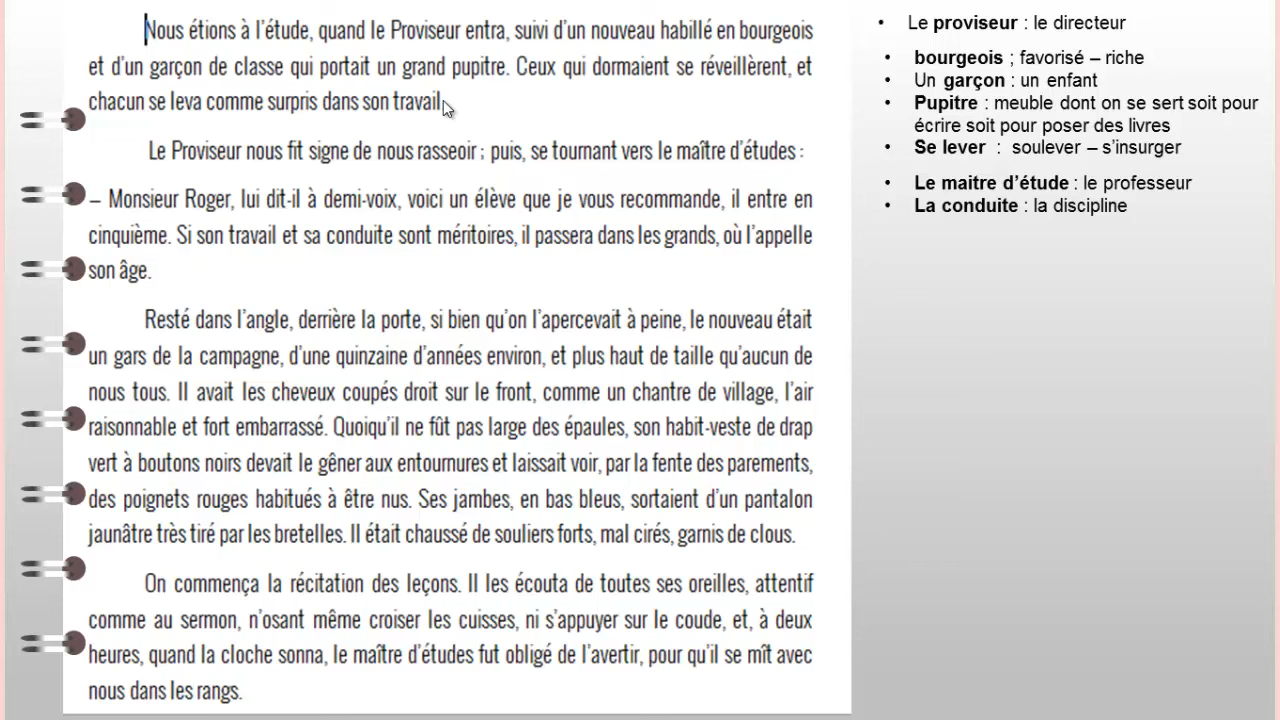 Nous étions à l’étude, quand le Proviseur entra, suivi d’un nouveau habillé en bourgeois
et d’un garçon de classe qui portait un grand pupitre. Ceux qui dormaient se réveillèrent, et
chacun se leva comme surpris dans son travail.
Le Proviseur nous fit signe de nous rasseoir ; puis, se tournant vers le maître d’études :
– Monsieur Roger, lui dit-il à demi-voix, voici un élève que je vous recommande, il entre en
cinquième. Si son travail et sa conduite sont méritoires, il passera dans les grands, où l’appelle
son âge.
Resté dans l’angle, derrière la porte, si bien qu’on l’apercevait à peine, le nouveau était
un gars de la campagne, d’une quinzaine d’années environ, et plus haut de taille qu’aucun de
nous tous. Il avait les cheveux coupés droit sur le front, comme un chantre de village, l’air
raisonnable et fort embarrassé. Quoiqu’il ne fût pas large des épaules, son habit-veste de drap
vert à boutons noirs devait le gêner aux entournures et laissait voir, par la fente des parements,
des poignets rouges habitués à être nus. Ses jambes, en bas bleus, sortaient d’un pantalon
jaunâtre très tiré par les bretelles. Il était chaussé de souliers forts, mal cirés, garnis de clous.
On commença la récitation des leçons. Il les écouta de toutes ses oreilles, attentif
comme au sermon, n’osant même croiser les cuisses, ni s’appuyer sur le coude, et, à deux
heures, quand la cloche sonna, le maître d’études fut obligé de l’avertir, pour qu’il se mît avec
nous dans les rangs.
• Le proviseur : le directeur
• bourgeois ; favorisé – riche
• Un garçon : un enfant
• Pupitre : meuble dont on se sert soit pour
écrire soit pour poser des livres
• Se lever : soulever – s’insurger
• Le maitre d’étude : le professeur
• La conduite : la discipline